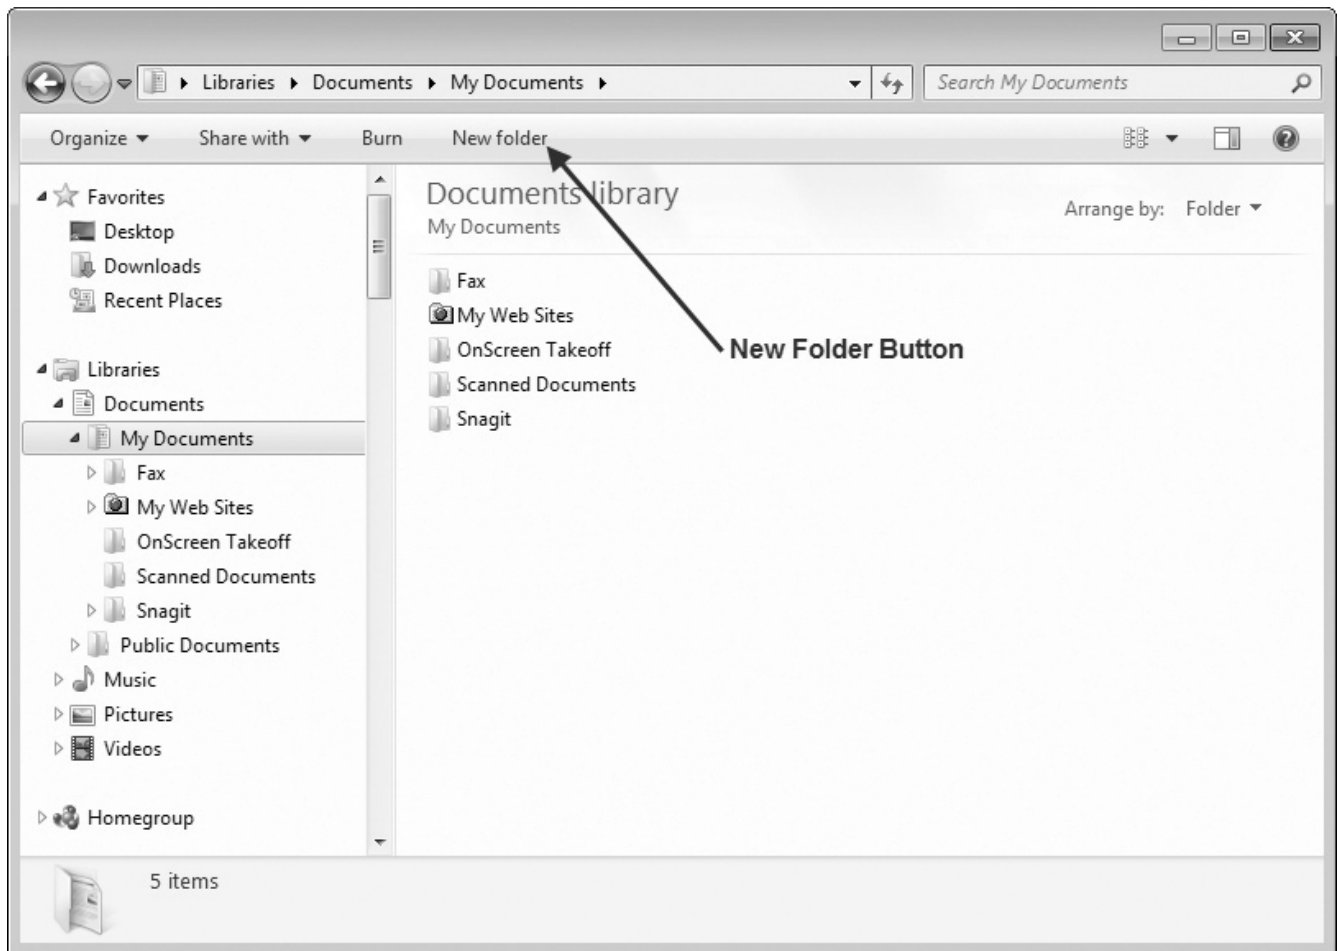 Libraries Documents My Documents
Search My Documents
Organize Share with Burn New folder
Favorites
Desktop
Downloads
Recent Places
Libraries
Documents
My Documents
Fax
My Web Sites
OnScreen Takeoff
Scanned Documents
Snagit
Public Documents
Music
Pictures
Videos
Homegroup
Documents library
My Documents
Arrange by: Folder
Fax
My Web Sites
OnScreen Takeoff
Scanned Documents
Snagit
New Folder Button
5 items